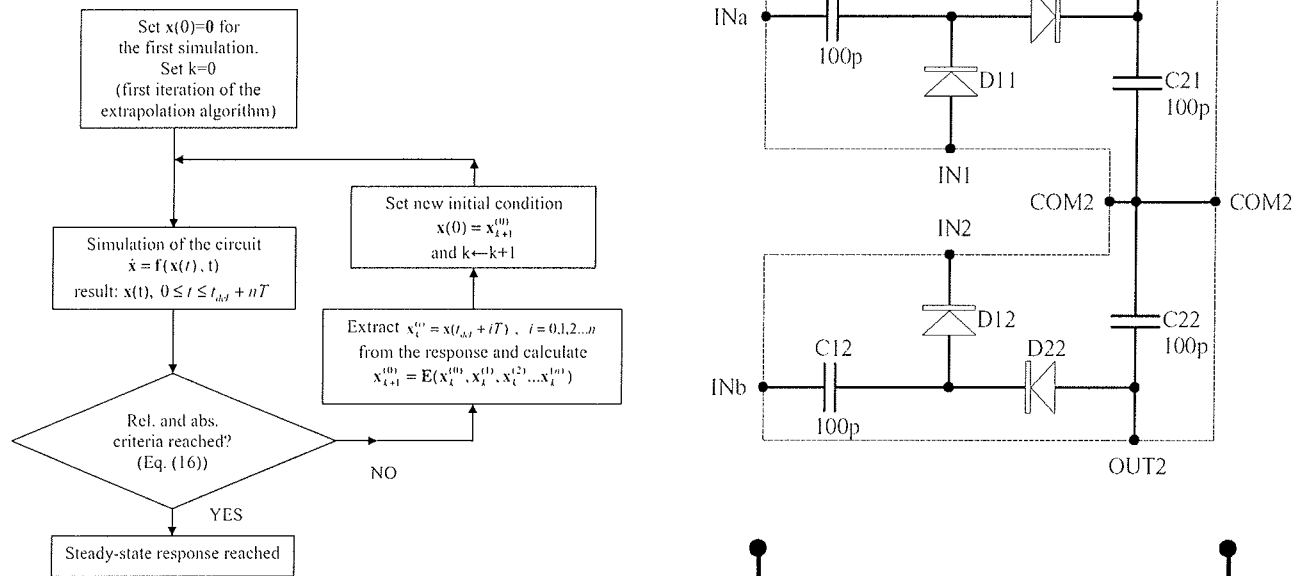 Set x(0)=0 for
the first simulation.
Set k=0
(first iteration of the
extrapolation algorithm)
Set new initial condition
x(0) = x_{k+1}^{(0)}
and k←k+1
Simulation of the circuit
ẋ = f(x(t), t)
result: x(t), 0 ≤ t ≤ t_{del} + nT
Extract x_k^{(i)} = x(t_{del} + iT) , i = 0,1,2...n
from the response and calculate
x_{k+1}^{(0)} = E(x_k^{(0)}, x_k^{(1)}, x_k^{(2)}...x_k^{(n)})
Rel. and abs.
criteria reached?
(Eq. (16))
NO
YES
Steady-state response reached
INa
100p
D11
C21
100p
IN1
COM2
COM2
IN2
D12
C22
100p
C12
D22
INb
100p
OUT2